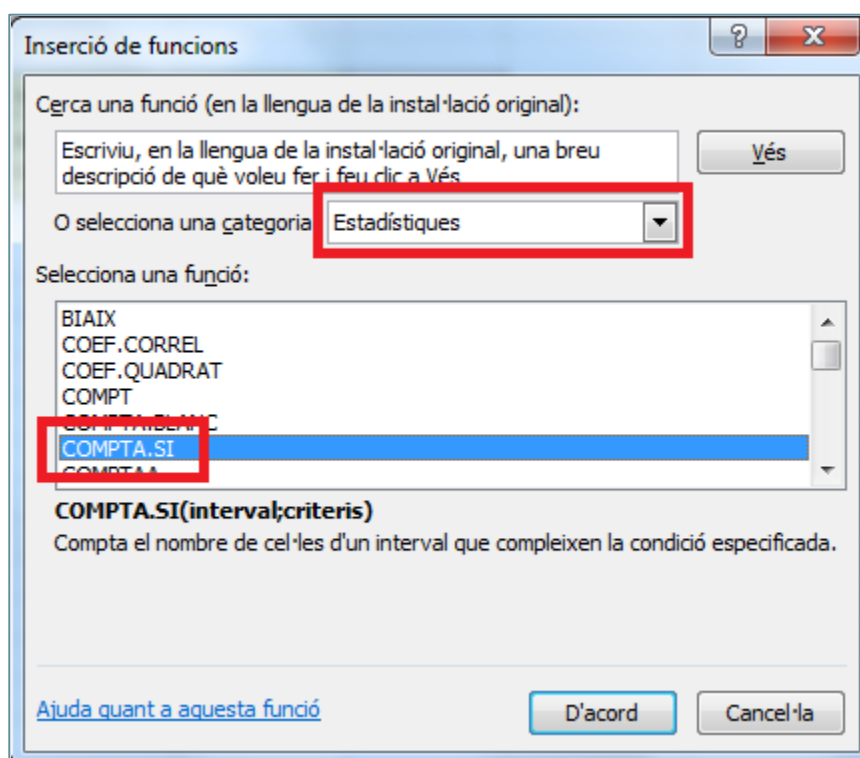 Inserció de funcions
Cerca una funció (en la llengua de la instal·lació original):
Escriviu, en la llengua de la instal·lació original, una breu
descripció de què voleu fer i feu clic a Vés
Vés
O selecciona una categoria
Estadístiques
Selecciona una funció:
BIAIX
COEF.CORREL
COEF.QUADRAT
COMPT
COMPTA.BLANC
COMPTA.SI
COMPTAA
COMPTA.SI(interval;criteris)
Compta el nombre de cel·les d'un interval que compleixen la condició especificada.
Ajuda quant a aquesta funció
D'acord
Cancel·la